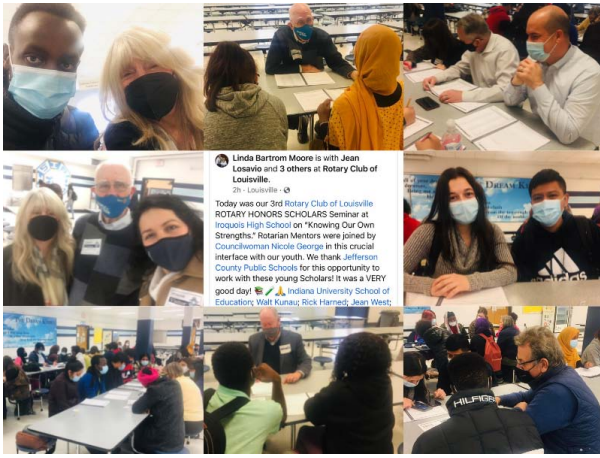 Linda Bartrom Moore is with Jean
Losavio and 3 others at Rotary Club of
Louisville.
2h · Louisville ·
Today was our 3rd Rotary Club of Louisville
ROTARY HONORS SCHOLARS Seminar at
Iroquois High School on "Knowing Our Own
Strengths." Rotarian Mentors were joined by
Councilwoman Nicole George in this crucial
interface with our youth. We thank Jefferson
County Public Schools for this opportunity to
work with these young Scholars! It was a VERY
good day! 📚🖍🙏 Indiana University School of
Education; Walt Kunau; Rick Harned; Jean West;
DREAM
adidas
HILFIGER